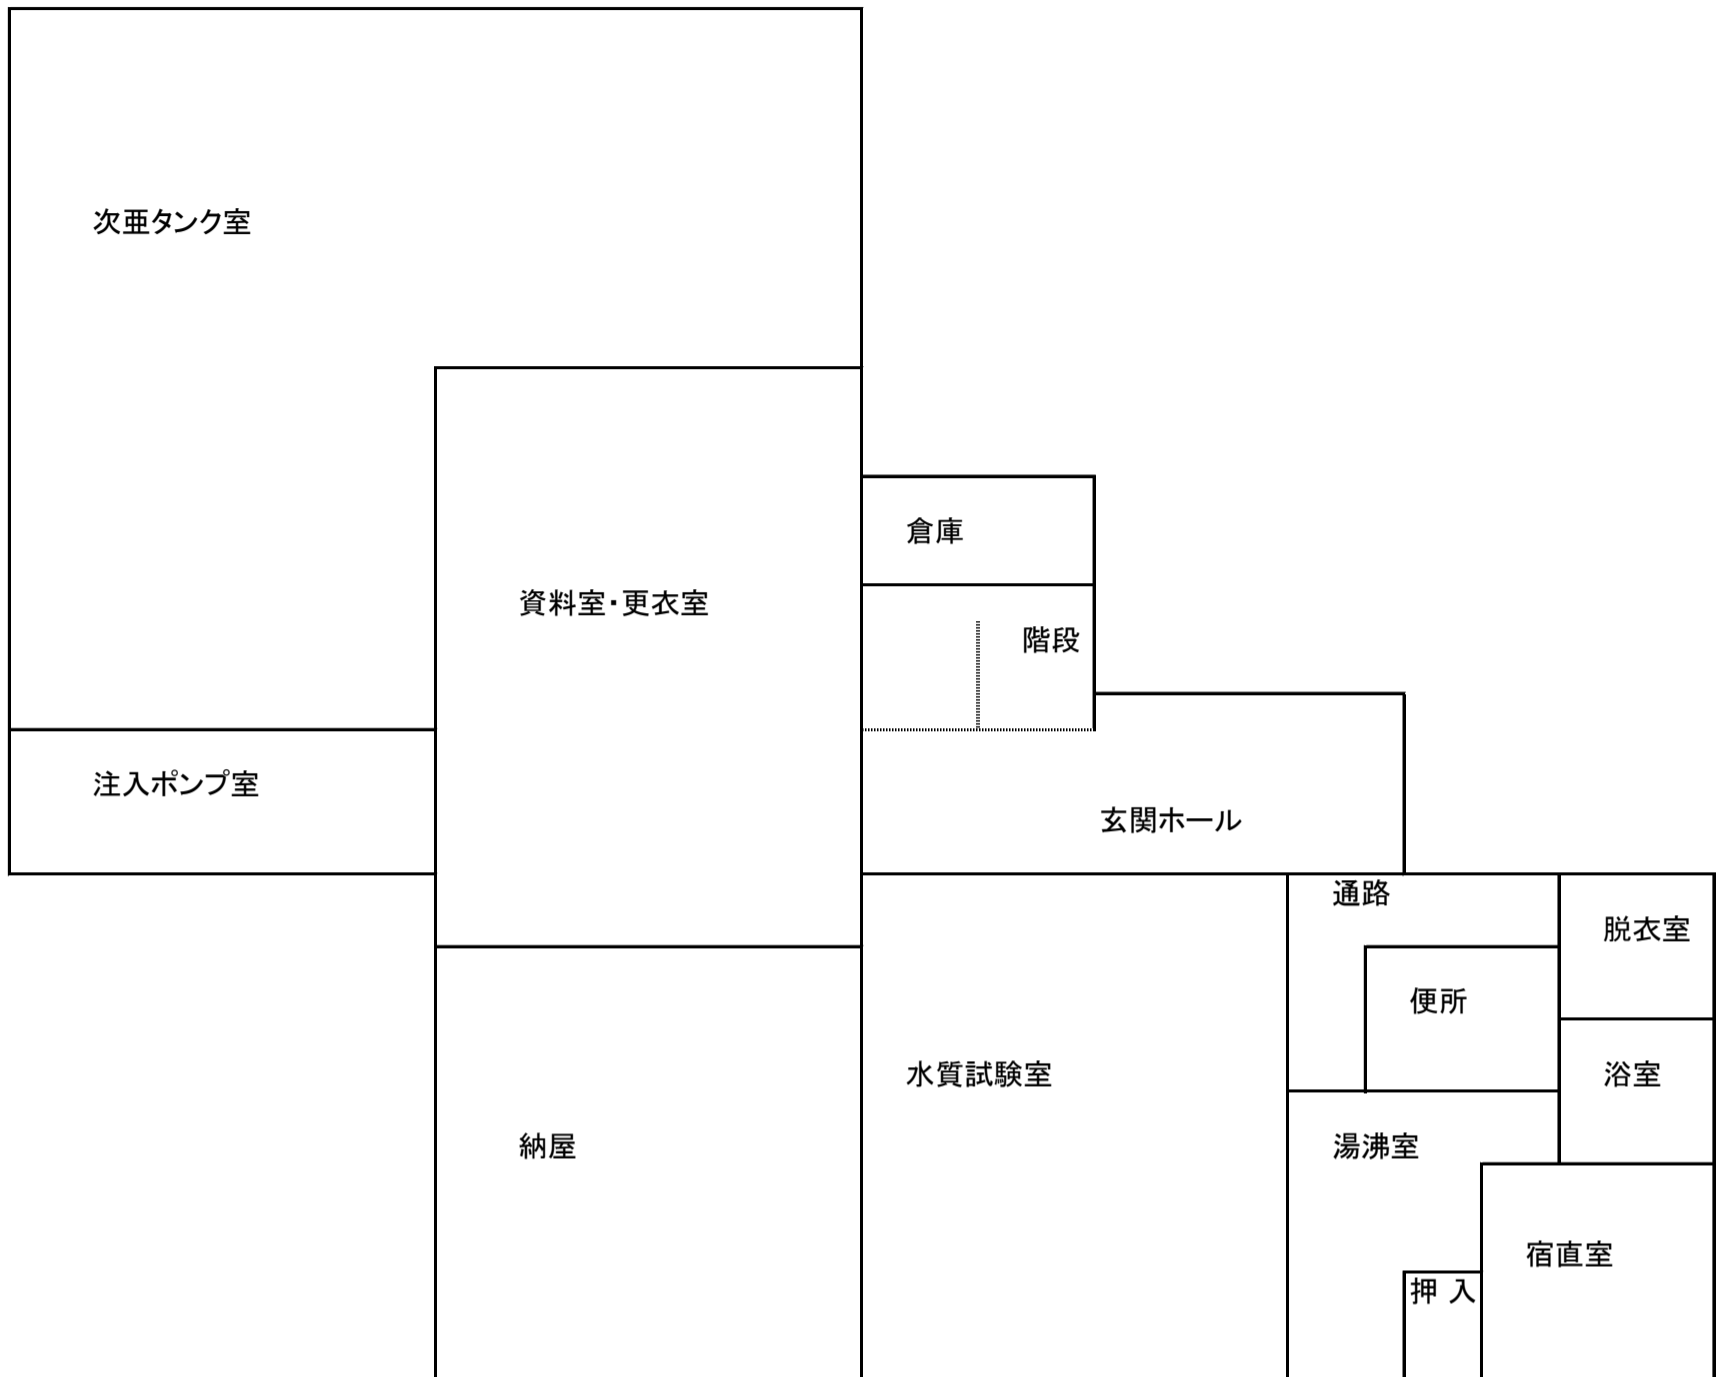 次亜タンク室
倉庫
資料室・更衣室
階段
注入ポンプ室
玄関ホール
通路
脱衣室
便所
水質試験室
浴室
納屋
湯沸室
宿直室
押 入